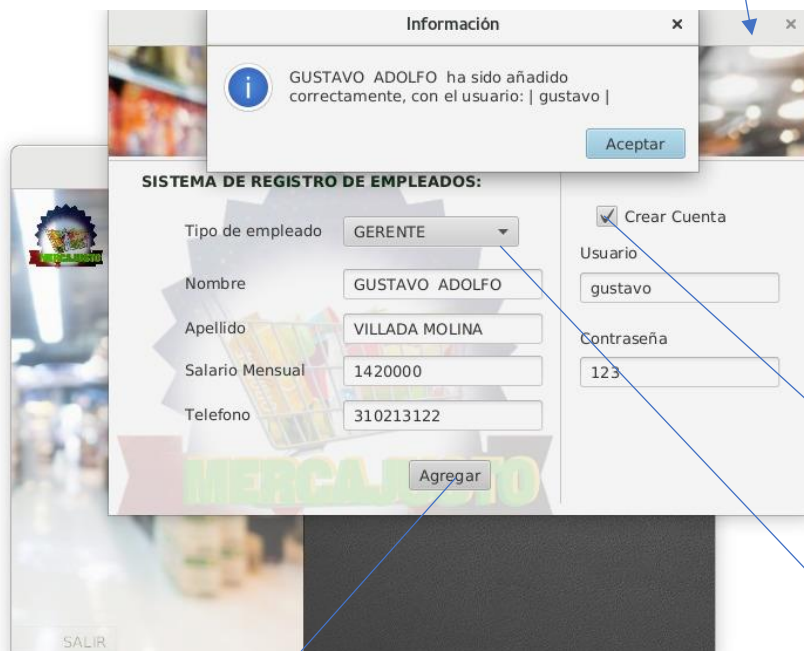 Información
GUSTAVO  ADOLFO  ha sido añadido
correctamente, con el usuario: | gustavo |
Aceptar
SISTEMA DE REGISTRO DE EMPLEADOS:
Tipo de empleado
GERENTE
Nombre
GUSTAVO  ADOLFO
Apellido
VILLADA MOLINA
Salario Mensual
1420000
Telefono
310213122
Agregar
Crear Cuenta
Usuario
gustavo
Contraseña
123
MERCAJUSTO
MERCAJUSTO
SALIR